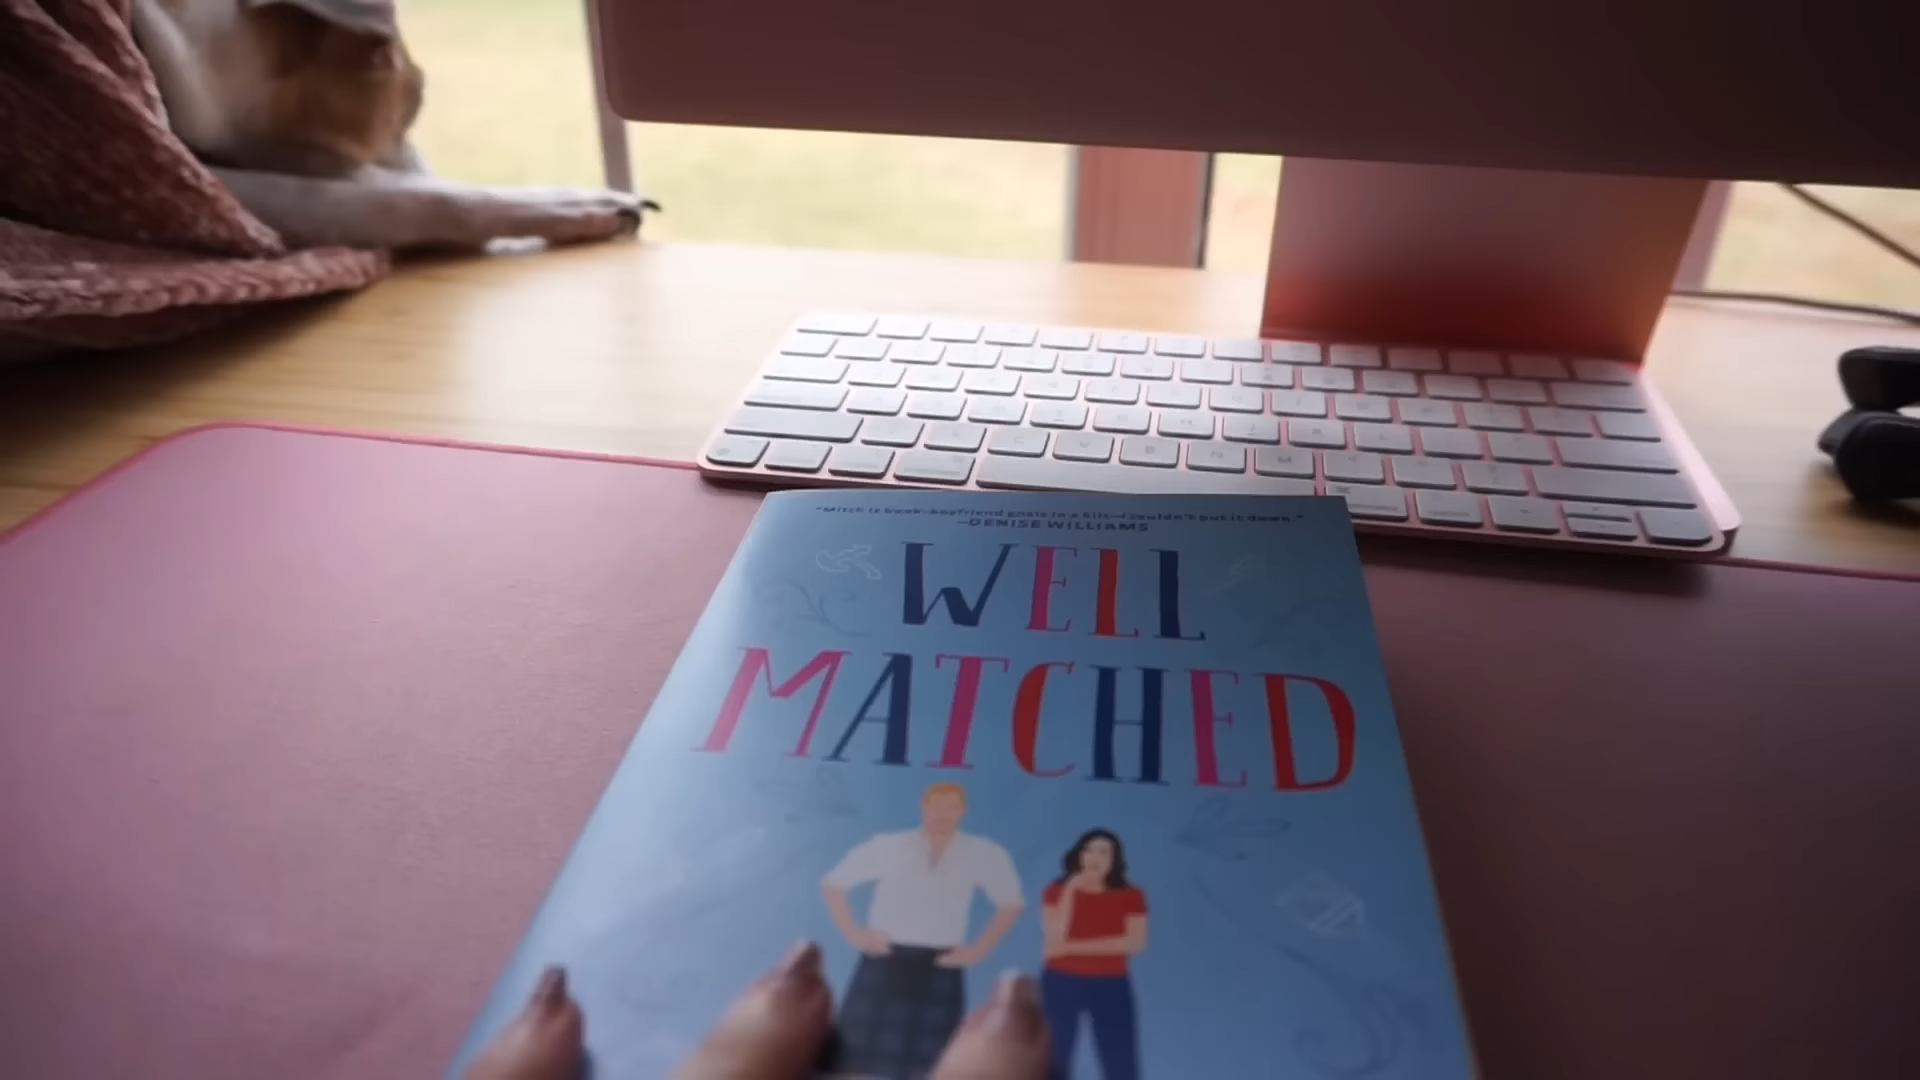 "Mitch is book-boyfriend goals in a kilt—I couldn't put it down."
—DENISE WILLIAMS
WELL
MATCHED
C V B N M